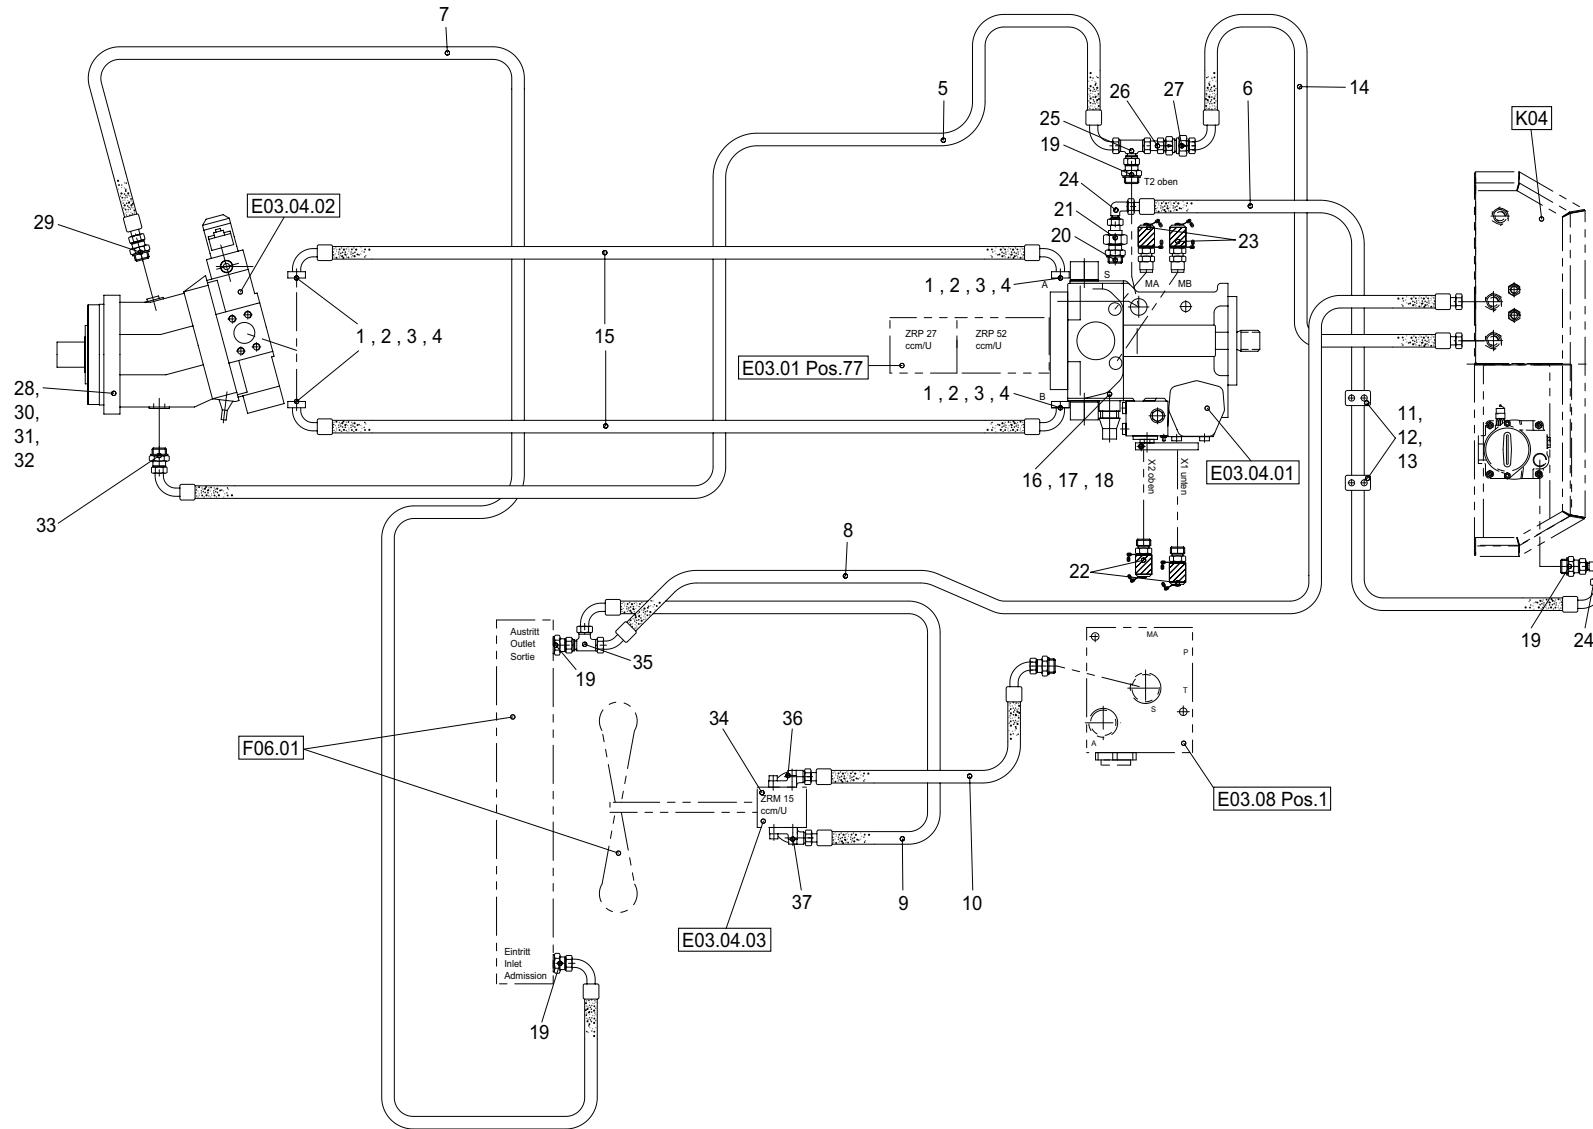 7
5
25
26
27
6
14
K04
19
T2 oben
24
21
20
23
E03.04.02
29
S
MA
MB
A
1 , 2 , 3 , 4
1 , 2 , 3 , 4
15
ZRP 27
ccm/U
ZRP 52
ccm/U
E03.01 Pos.77
1 , 2 , 3 , 4
B
28,
30,
31,
32
11,
12,
13
16 , 17 , 18
X2 oben
X1 unten
E03.04.01
33
8
22
19
24
Austritt
Outlet
Sortie
19
35
MA
P
T
S
A
F06.01
34
36
ZRM 15
ccm/U
E03.08 Pos.1
37
9
10
E03.04.03
Eintritt
Inlet
Admission
19